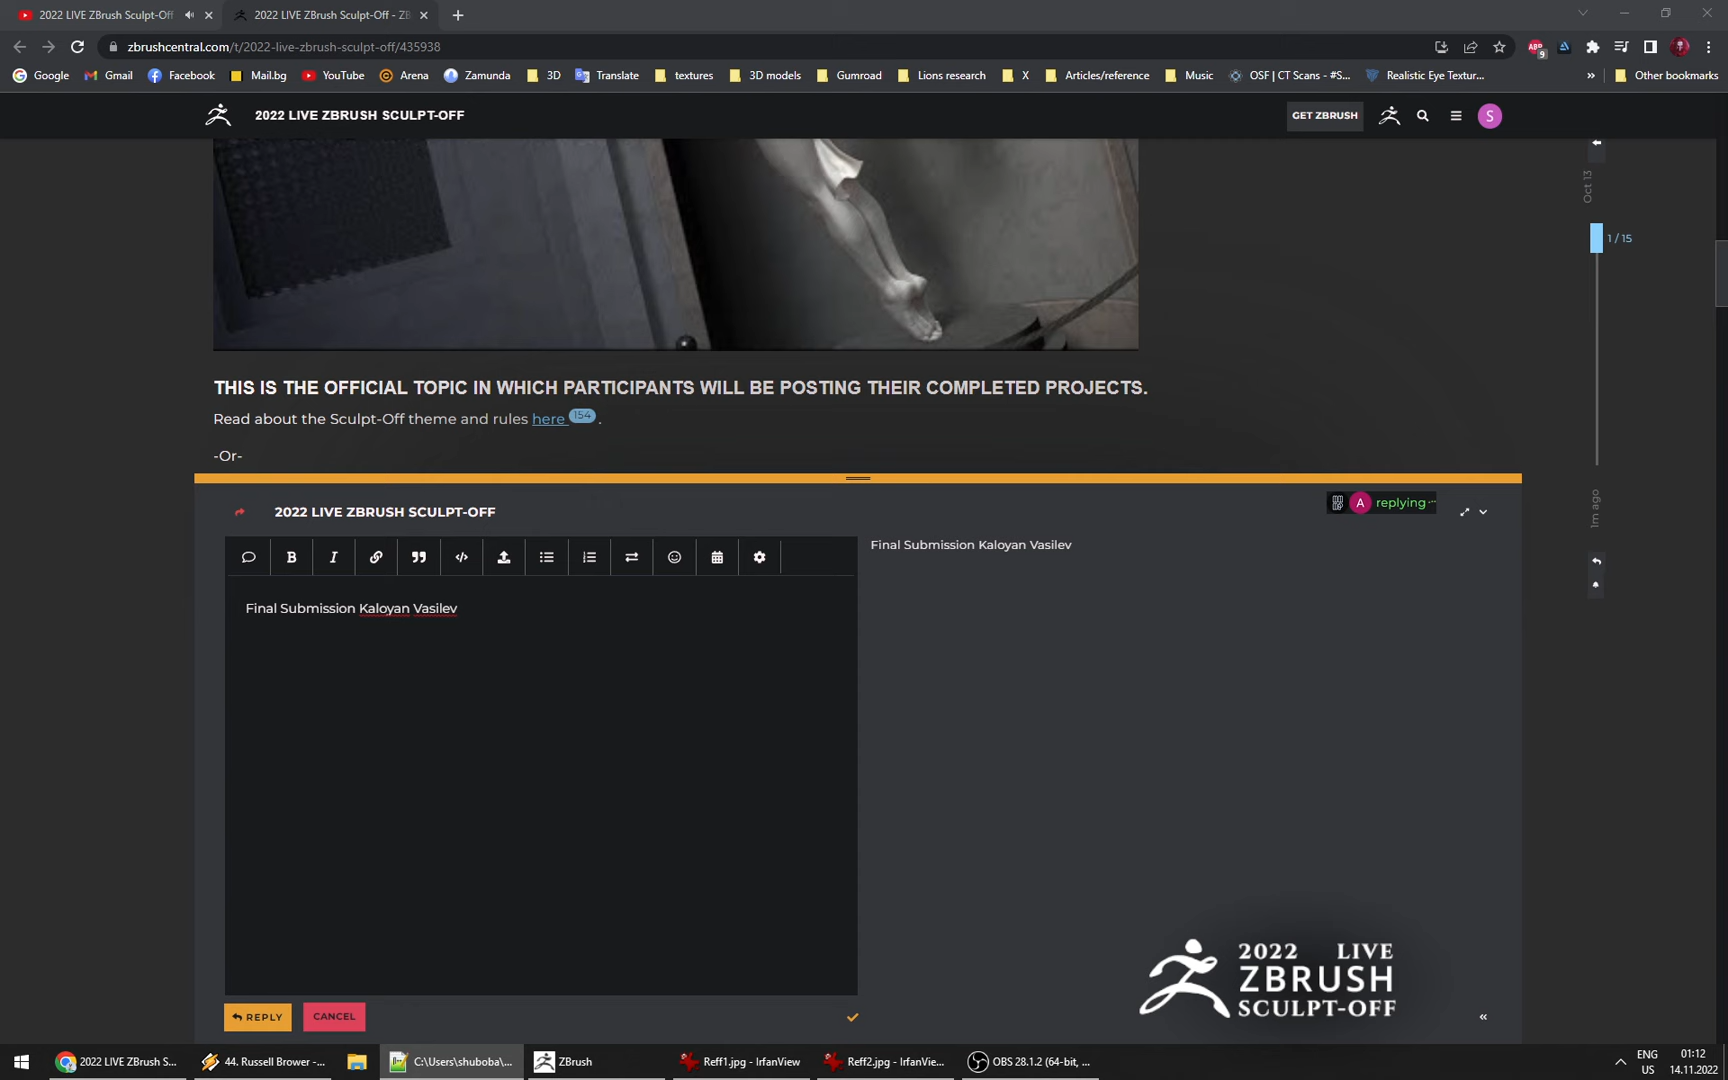 2022 LIVE ZBrush Sculpt-Off
2022 LIVE ZBrush Sculpt-Off - ZB
zbrushcentral.com/t/2022-live-zbrush-sculpt-off/435938
ABP
9
Google
Gmail
Facebook
Mail.bg
YouTube
Arena
Zamunda
3D
Translate
textures
3D models
Gumroad
Lions research
X
Articles/reference
Music
OSF | CT Scans - #S...
Realistic Eye Textur...
»
Other bookmarks
2022 LIVE ZBRUSH SCULPT-OFF
GET ZBRUSH
S
Oct 13
1 / 15
1m ago
THIS IS THE OFFICIAL TOPIC IN WHICH PARTICIPANTS WILL BE POSTING THEIR COMPLETED PROJECTS.
Read about the Sculpt-Off theme and rules here 154 .
-Or-
2022 LIVE ZBRUSH SCULPT-OFF
A replying...
B I
Final Submission Kaloyan Vasilev
Final Submission Kaloyan Vasilev
2022 LIVE
ZBRUSH
SCULPT-OFF
REPLY
CANCEL
«
2022 LIVE ZBrush S...
44. Russell Brower -...
C:\Users\shuboba\...
ZBrush
Reff1.jpg - IrfanView
Reff2.jpg - IrfanVie...
OBS 28.1.2 (64-bit, ...
ENG
US
01:12
14.11.2022